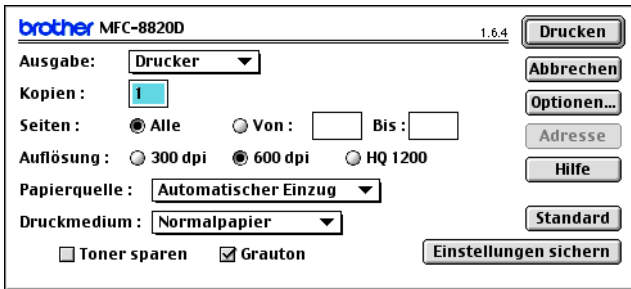 brother MFC-8820D 1.6.4 Drucken
Ausgabe: Drucker Abbrechen
Kopien : 1 Optionen...
Seiten : Alle Von : Bis : Adresse
Auflösung : 300 dpi 600 dpi HQ 1200 Hilfe
Papierquelle : Automatischer Einzug
Druckmedium : Normalpapier Standard
Toner sparen Grauton Einstellungen sichern